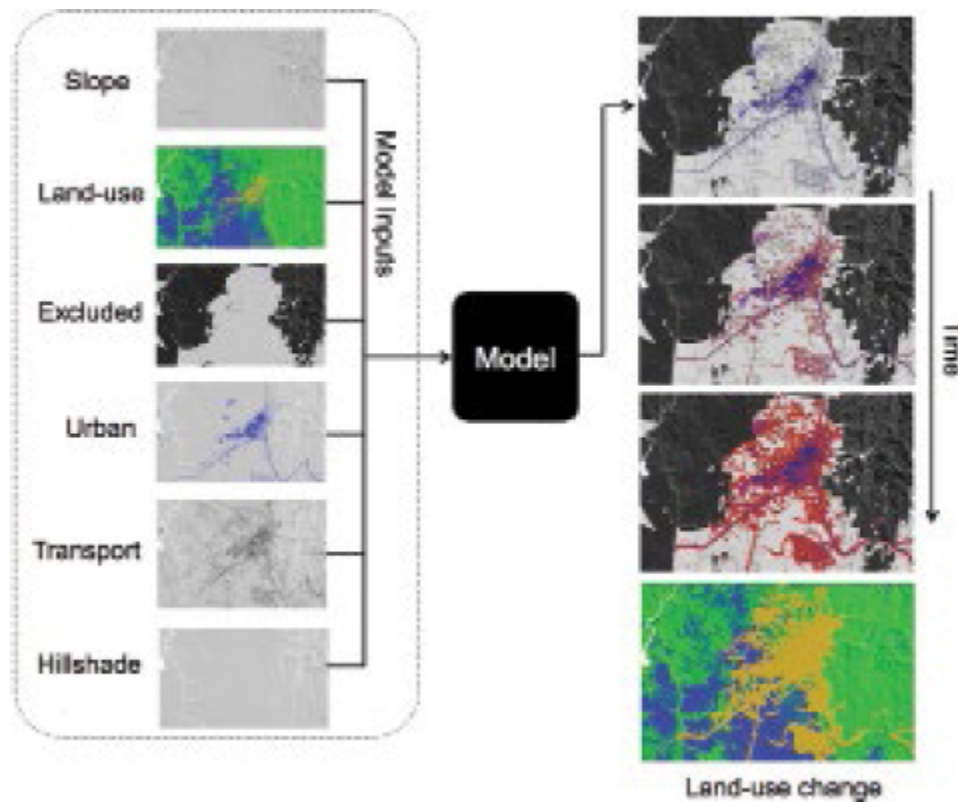 Slope
Land-use
Excluded
Urban
Transport
Hillshade
Model Inputs
Model
Time
Land-use change